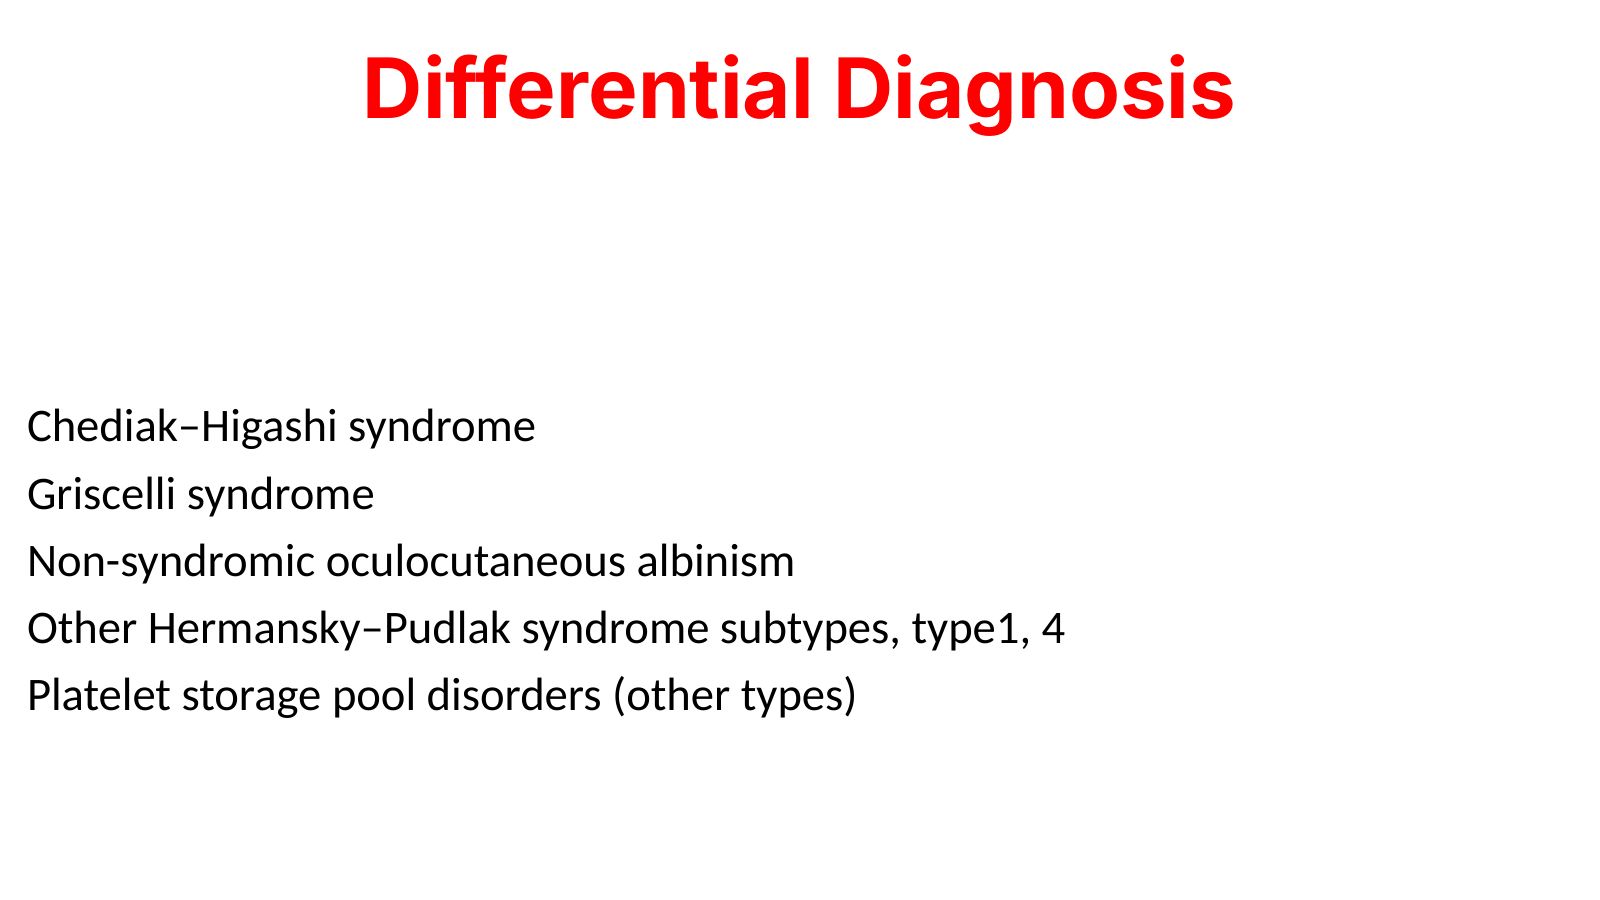 Differential Diagnosis
Chediak–Higashi syndrome
Griscelli syndrome
Non-syndromic oculocutaneous albinism
Other Hermansky–Pudlak syndrome subtypes, type1, 4
Platelet storage pool disorders (other types)